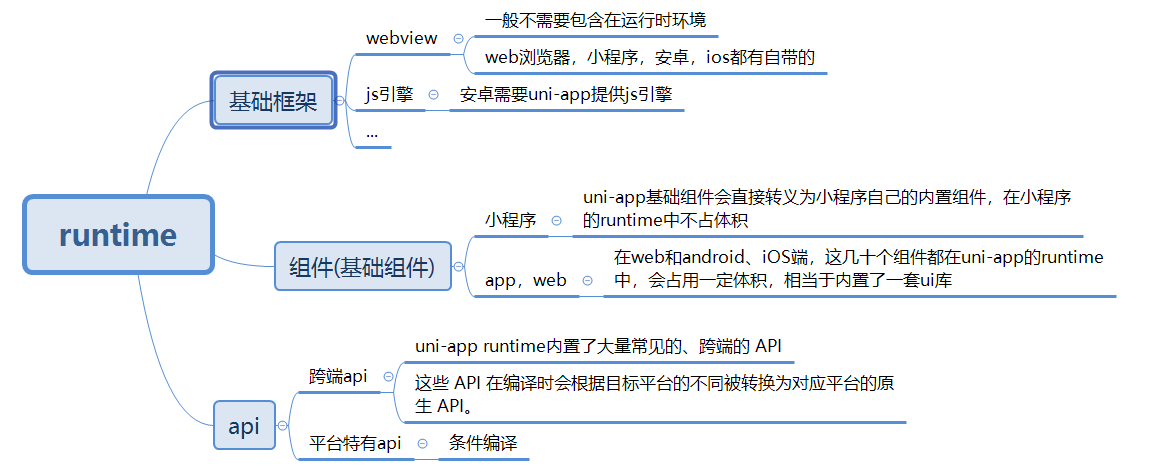 runtime
基础框架
webview
一般不需要包含在运行时环境
web浏览器，小程序，安卓，ios都有自带的
js引擎
安卓需要uni-app提供js引擎
...
组件(基础组件)
小程序
uni-app基础组件会直接转义为小程序自己的内置组件，在小程序
的runtime中不占体积
app，web
在web和android、iOS端，这几十个组件都在uni-app的runtime
中，会占用一定体积，相当于内置了一套ui库
api
跨端api
uni-app runtime内置了大量常见的、跨端的 API
这些 API 在编译时会根据目标平台的不同被转换为对应平台的原
生 API。
平台特有api
条件编译